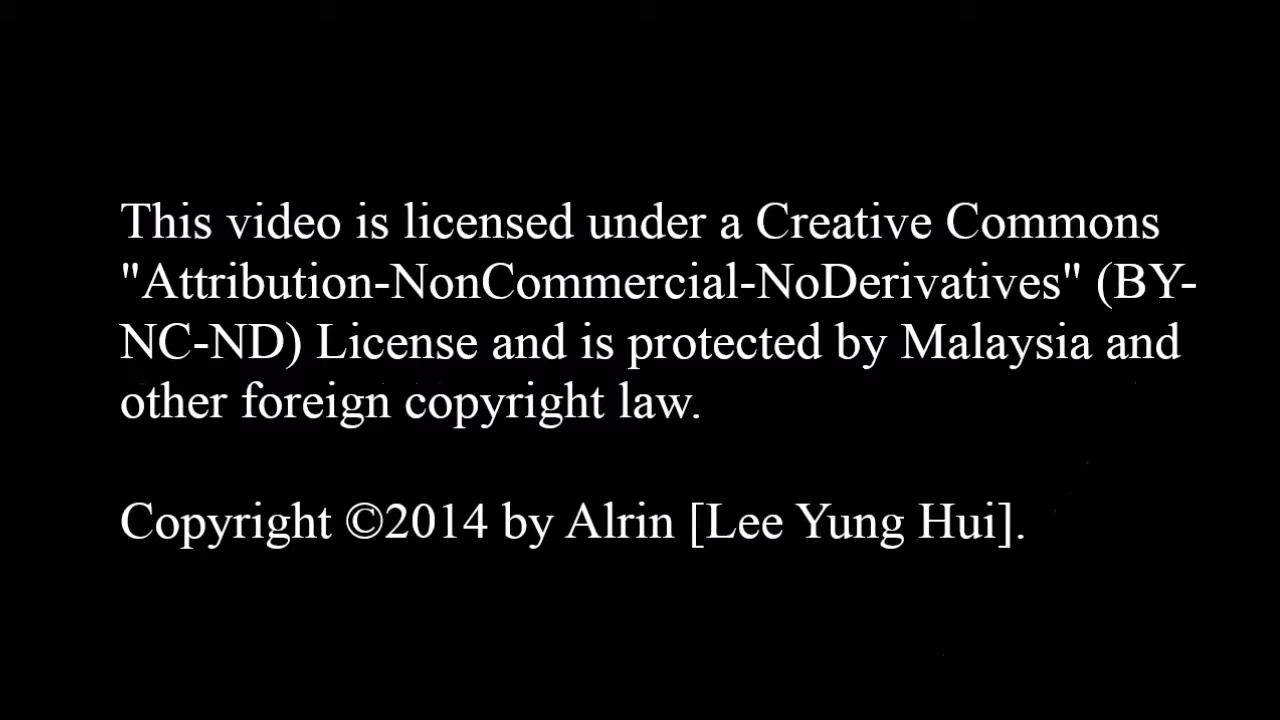 This video is licensed under a Creative Commons
"Attribution-NonCommercial-NoDerivatives" (BY-
NC-ND) License and is protected by Malaysia and
other foreign copyright law.
Copyright ©2014 by Alrin [Lee Yung Hui].